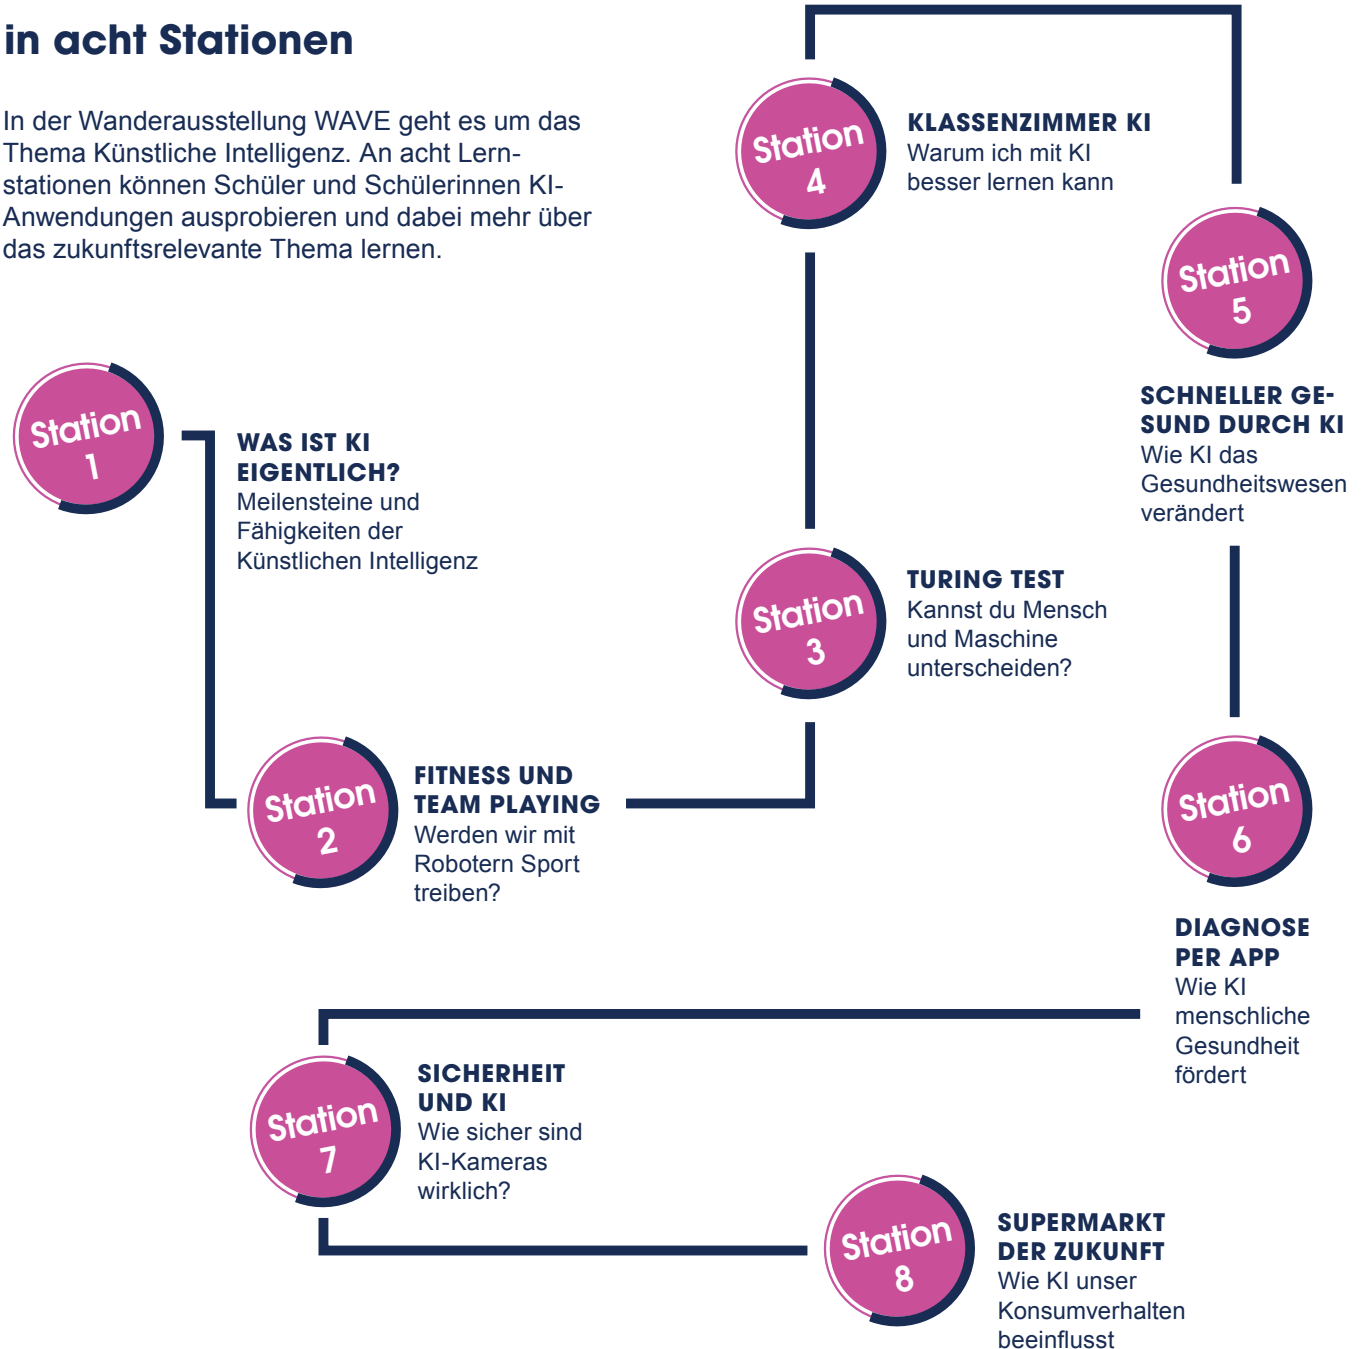 in acht Stationen
In der Wanderausstellung WAVE geht es um das
Thema Künstliche Intelligenz. An acht Lern-
stationen können Schüler und Schülerinnen KI-
Anwendungen ausprobieren und dabei mehr über
das zukunftsrelevante Thema lernen.
Station
1
WAS IST KI
EIGENTLICH?
Meilensteine und
Fähigkeiten der
Künstlichen Intelligenz
Station
2
FITNESS UND
TEAM PLAYING
Werden wir mit
Robotern Sport
treiben?
Station
3
TURING TEST
Kannst du Mensch
und Maschine
unterscheiden?
Station
4
KLASSENZIMMER KI
Warum ich mit KI
besser lernen kann
Station
5
SCHNELLER GE-
SUND DURCH KI
Wie KI das
Gesundheitswesen
verändert
Station
6
DIAGNOSE
PER APP
Wie KI
menschliche
Gesundheit
fördert
Station
7
SICHERHEIT
UND KI
Wie sicher sind
KI-Kameras
wirklich?
Station
8
SUPERMARKT
DER ZUKUNFT
Wie KI unser
Konsumverhalten
beeinflusst